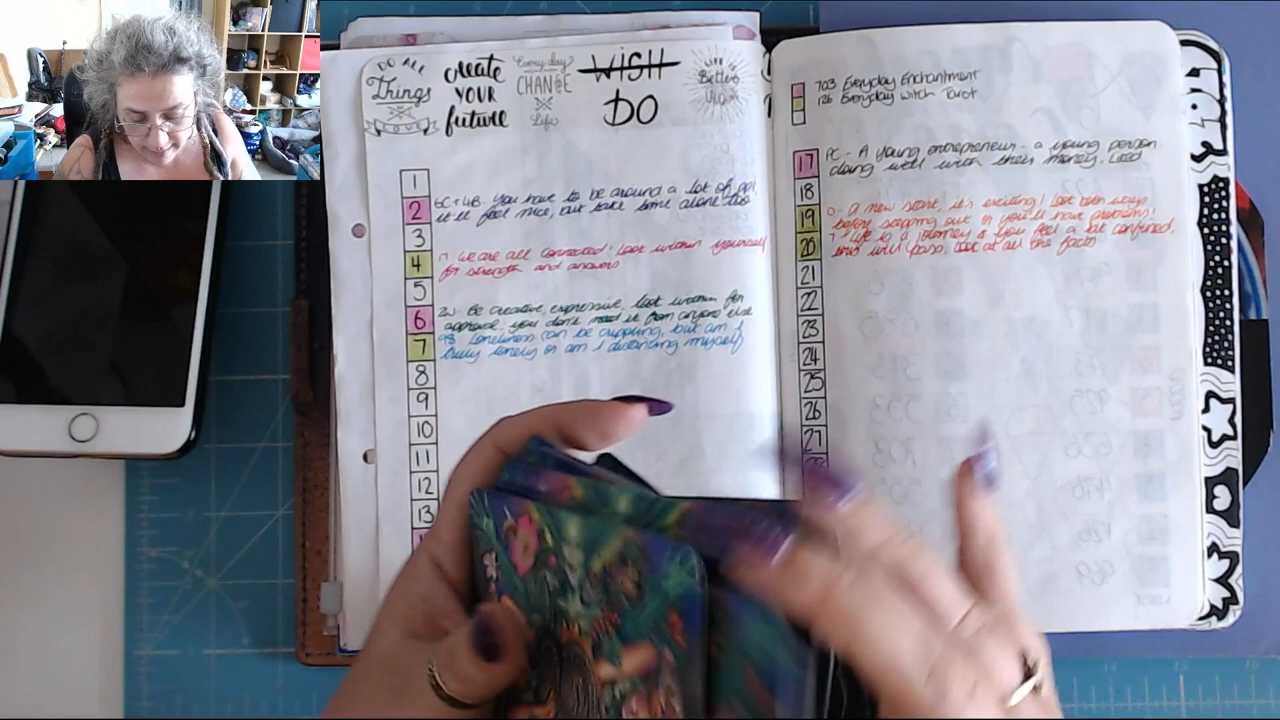 DO ALL
Things
LOVE
create
YOUR
future
Everyday
CHANGE
Life
WISH
DO
Better
1
2 6C+4B. You have to be around a lot of ppl,
it'll feel nice, but take some alone too
3
4 17 We are all connected! Look within yourself
for strength and answers
5
6 2W- Be creative, expressive, look within for
approval, you don't need it from anyone else
7 98 Loneliness can be crippling, but am I
truly lonely or am I distancing myself
8
9
10
11
12
13
703 Everyday Enchantment
126 Everyday Witch Tarot
17 PC - A young entrepreneur - a young person
doing well with their money.
18
19 0 - A new start, it's exciting! Look both ways
before stepping out or you'll have problems!
20 7 Life is a journey & you feel a bit confused,
this will pass. Look at all the facts
21
22
23
24
25
26
27
28